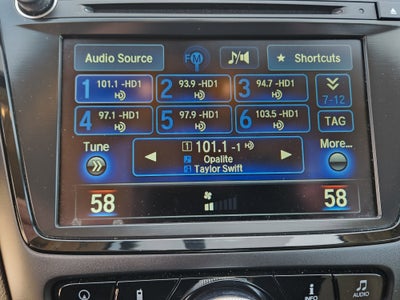 Audio Source FM ★ Shortcuts
1 101.1 -HD1 2 93.9 -HD1 3 94.7 -HD1
7-12
4 97.1 -HD1 5 97.9 -HD1 6 103.5 -HD1 TAG
Tune 1 101.1 -1 More...
Opalite
Taylor Swift
58 58
INFO AUDIO